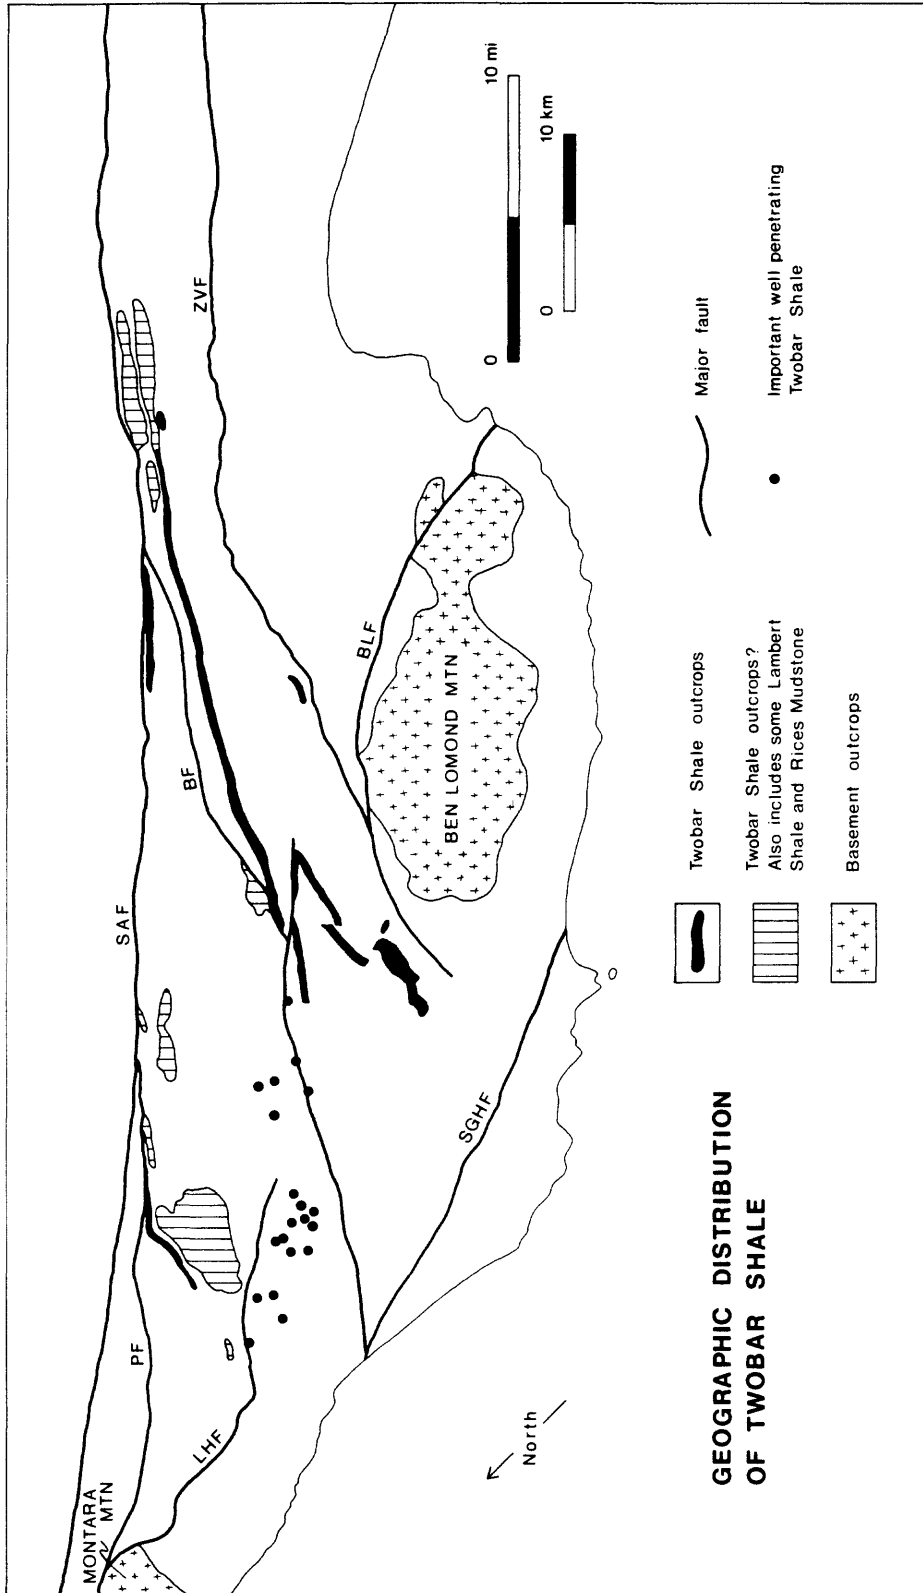 MONTARA
MTN
PF
LHF
SAF
BF
ZVF
BLF
BEN LOMOND MTN
SGHF
North
0
10 mi
0
10 km
GEOGRAPHIC DISTRIBUTION
OF TWOBAR SHALE
Twobar Shale outcrops
Twobar Shale outcrops?
Also includes some Lambert
Shale and Rices Mudstone
Basement outcrops
Major fault
Important well penetrating
Twobar Shale